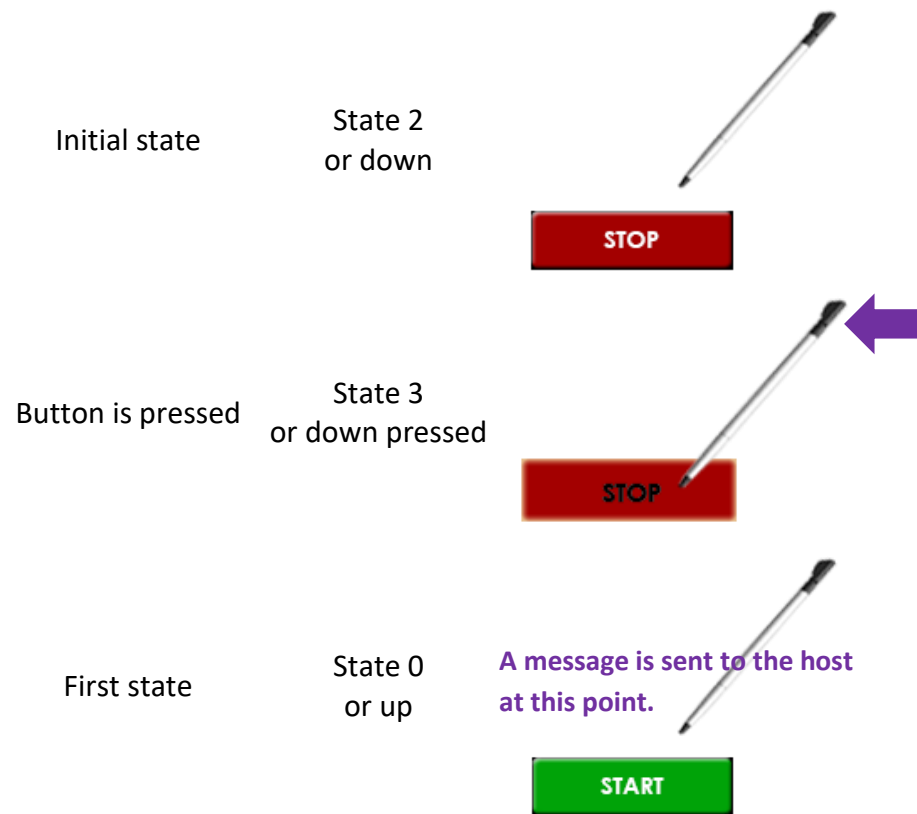 Initial state
State 2
or down
STOP
Button is pressed
State 3
or down pressed
STOP
First state
State 0
or up
A message is sent to the host
at this point.
START